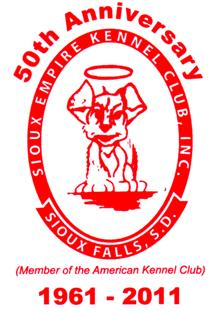 50th Anniversary
SIOUX EMPIRE KENNEL CLUB, INC.
SIOUX FALLS, S.D.
(Member of the American Kennel Club)
1961 - 2011